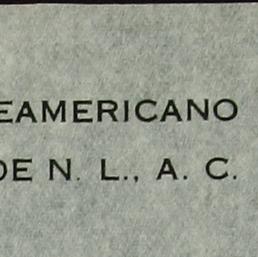 EAMERICANO
DE N. L., A. C.